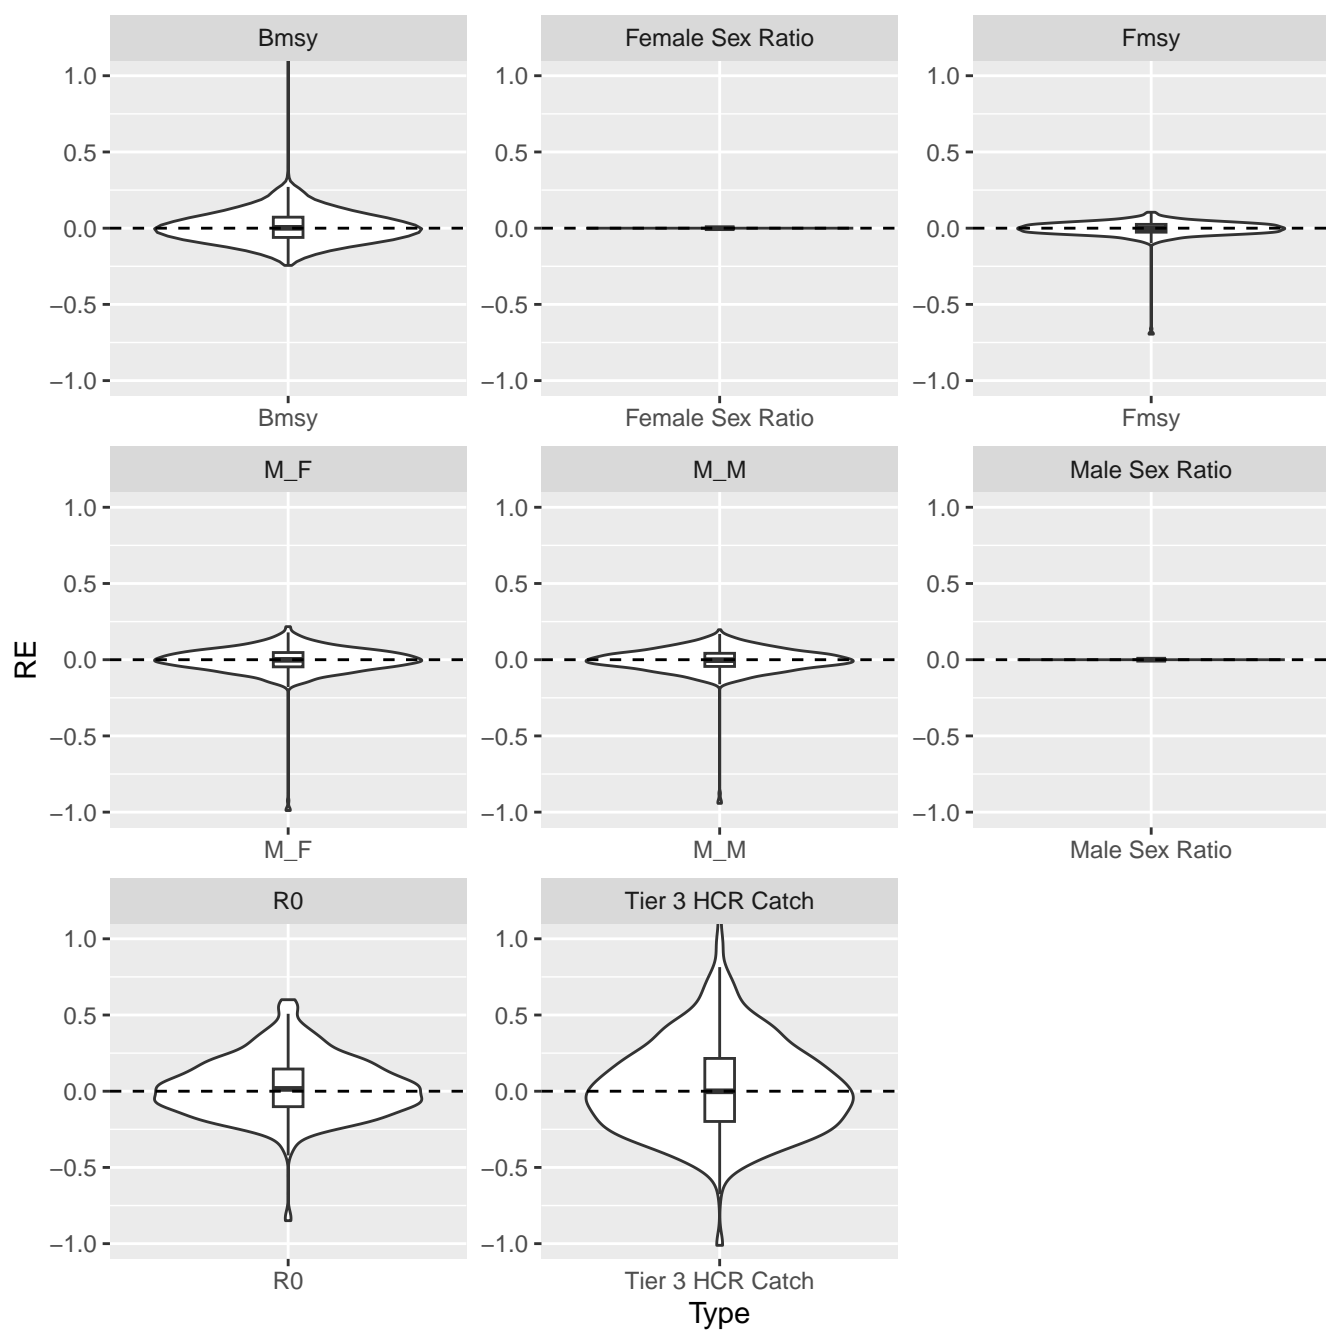 Bmsy Female Sex Ratio Fmsy
1.0 1.0 1.0
0.5 0.5 0.5
0.0 0.0 0.0
−0.5 −0.5 −0.5
−1.0 −1.0 −1.0
Bmsy Female Sex Ratio Fmsy
M_F M_M Male Sex Ratio
1.0 1.0 1.0
0.5 0.5 0.5
RE
0.0 0.0 0.0
−0.5 −0.5 −0.5
−1.0 −1.0 −1.0
M_F M_M Male Sex Ratio
R0 Tier 3 HCR Catch
1.0 1.0
0.5 0.5
0.0 0.0
−0.5 −0.5
−1.0 −1.0
R0 Tier 3 HCR Catch
Type